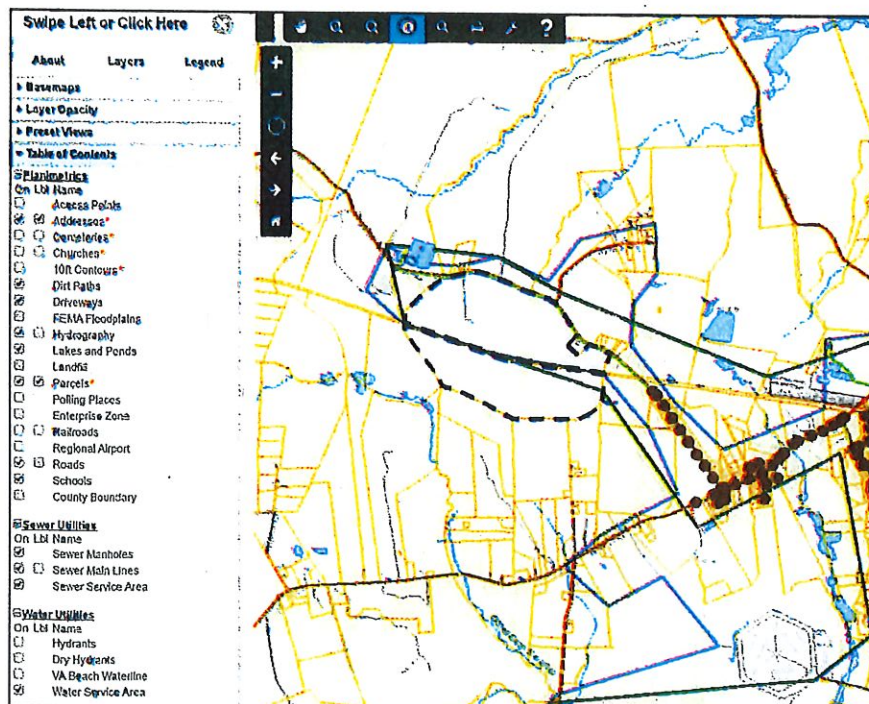 Swipe Left or Click Here
About Layers Legend
Basemaps
Layer Opacity
Preset Views
Table of Contents
Planimetrics
On Lbl Name
Access Points
Addresses*
Cemeteries*
Churches*
10ft Contours*
Dirt Paths
Driveways
FEMA Floodplains
Hydrography
Lakes and Ponds
Landfill
Parcels*
Polling Places
Enterprise Zone
Railroads
Regional Airport
Roads
Schools
County Boundary
Sewer Utilities
On Lbl Name
Sewer Manholes
Sewer Main Lines
Sewer Service Area
Water Utilities
On Lbl Name
Hydrants
Dry Hydrants
VA Beach Waterline
Water Service Area
?